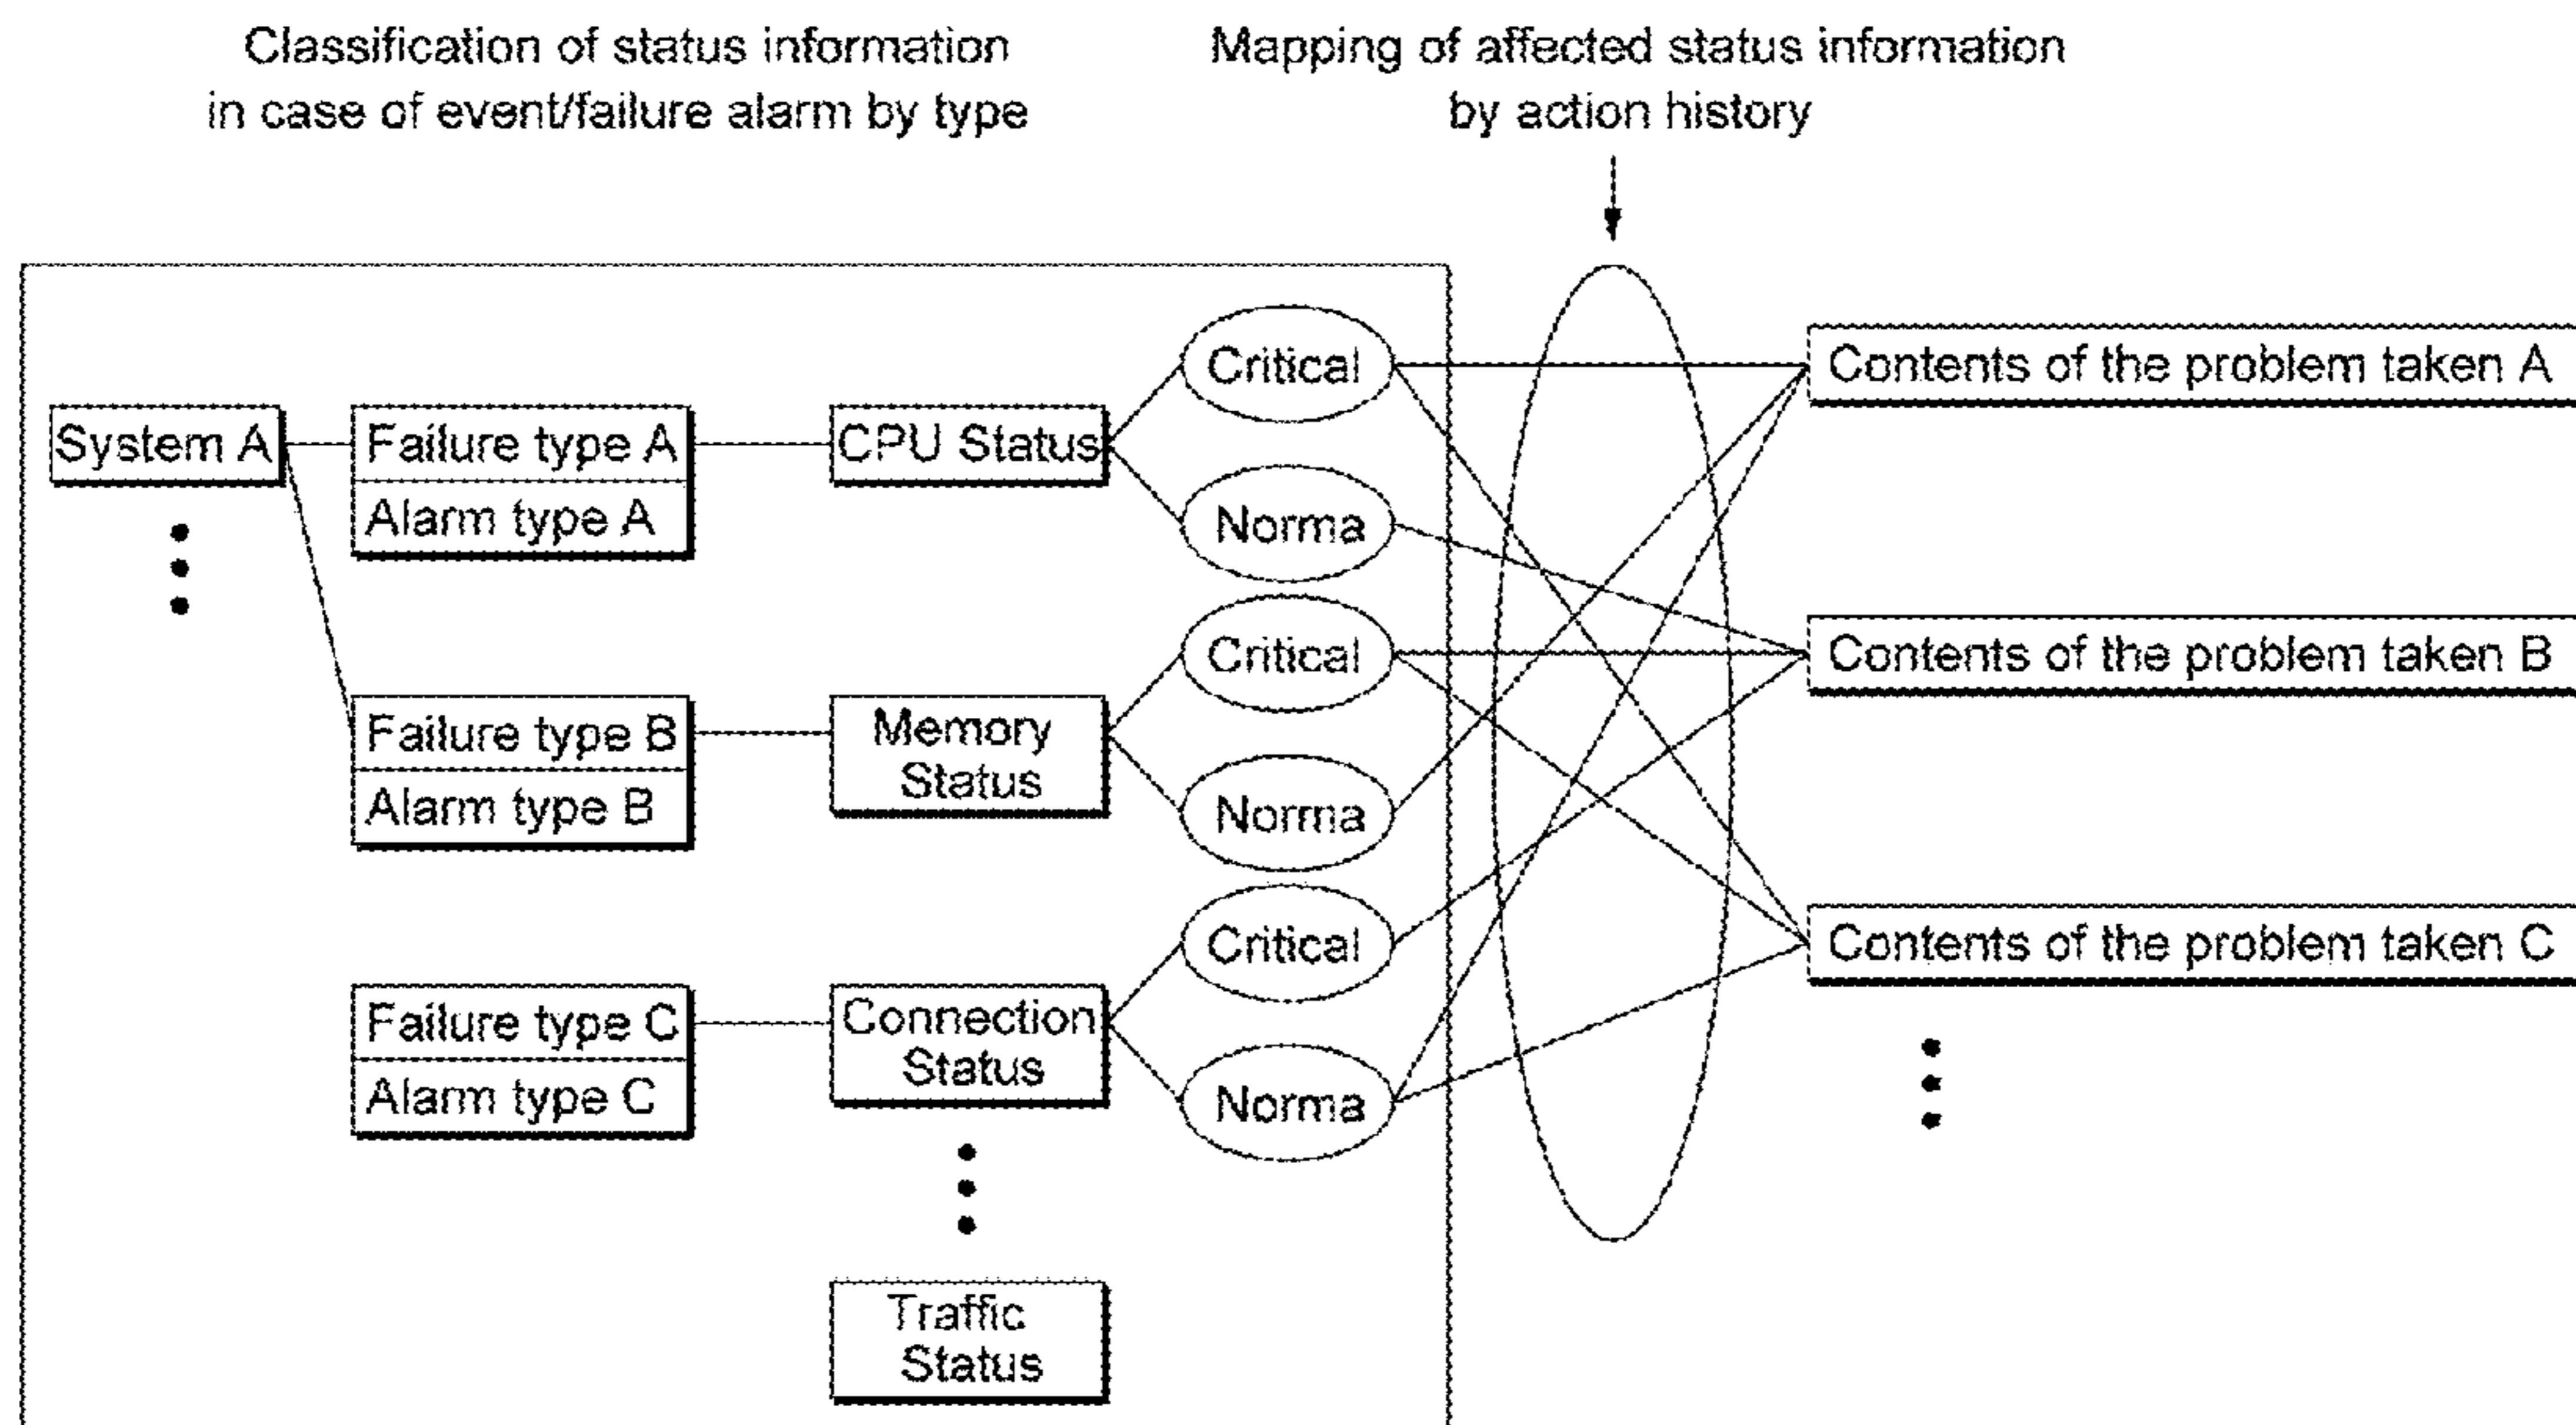 Classification of status information
in case of event/failure alarm by type
Mapping of affected status information
by action history
System A
Failure type A
Alarm type A
CPU Status
Critical
Norma
Contents of the problem taken A
Failure type B
Alarm type B
Memory
Status
Critical
Norma
Contents of the problem taken B
Failure type C
Alarm type C
Connection
Status
Critical
Norma
Contents of the problem taken C
Traffic
Status